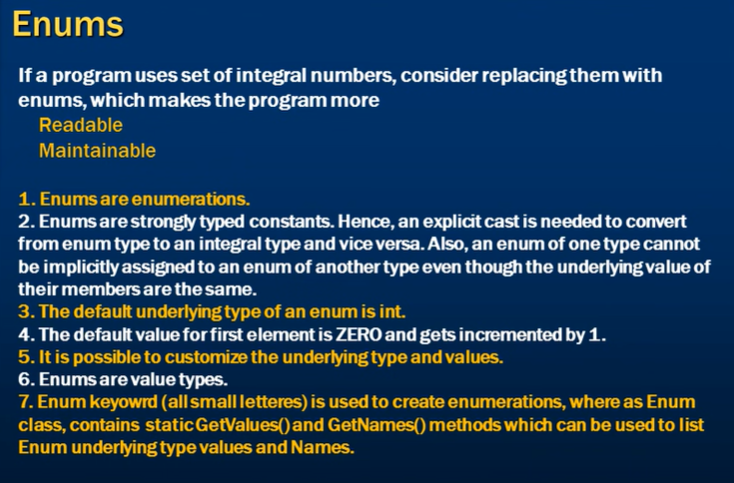 Enums
If a program uses set of integral numbers, consider replacing them with
enums, which makes the program more
Readable
Maintainable
1. Enums are enumerations.
2. Enums are strongly typed constants. Hence, an explicit cast is needed to convert
from enum type to an integral type and vice versa. Also, an enum of one type cannot
be implicitly assigned to an enum of another type even though the underlying value of
their members are the same.
3. The default underlying type of an enum is int.
4. The default value for first element is ZERO and gets incremented by 1.
5. It is possible to customize the underlying type and values.
6. Enums are value types.
7. Enum keyowrd (all small letteres) is used to create enumerations, where as Enum
class, contains static GetValues() and GetNames() methods which can be used to list
Enum underlying type values and Names.